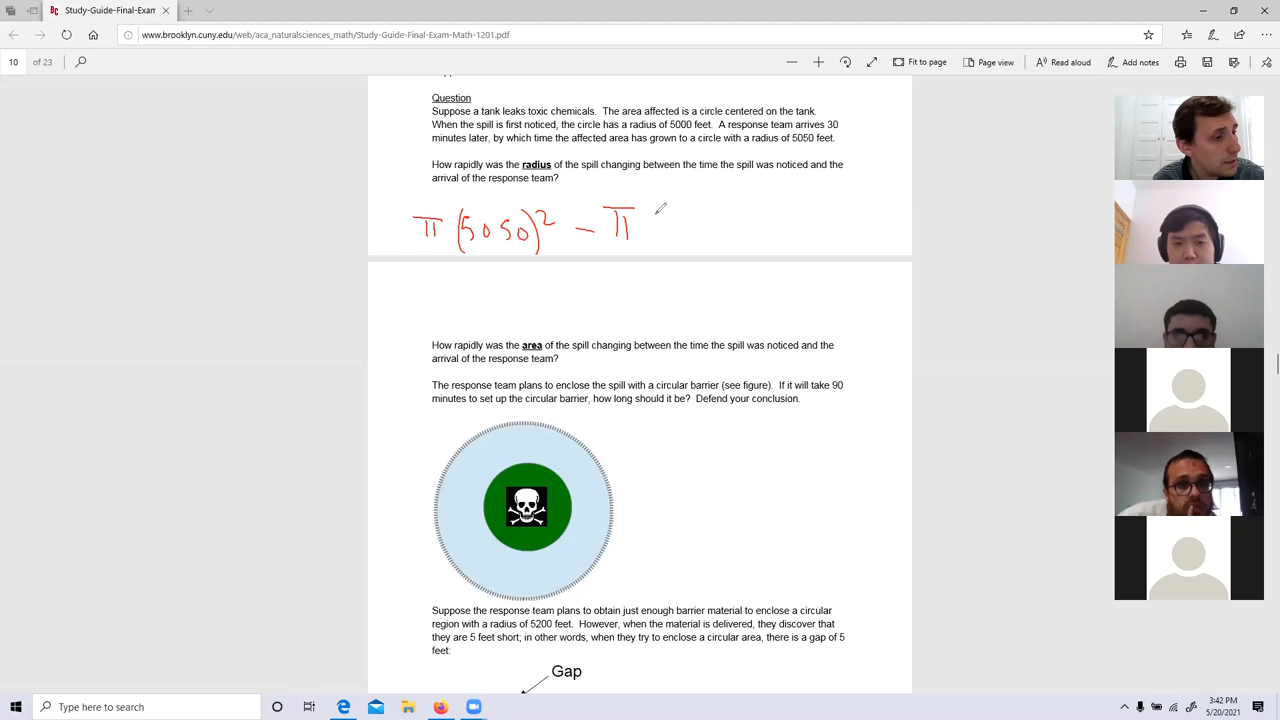 Study-Guide-Final-Exam
www.brooklyn.cuny.edu/web/aca_naturalsciences_math/Study-Guide-Final-Exam-Math-1201.pdf
10 of 23
Fit to page
Page view
Read aloud
Add notes
Question
Suppose a tank leaks toxic chemicals. The area affected is a circle centered on the tank.
When the spill is first noticed, the circle has a radius of 5000 feet. A response team arrives 30
minutes later, by which time the affected area has grown to a circle with a radius of 5050 feet.
How rapidly was the radius of the spill changing between the time the spill was noticed and the
arrival of the response team?
π (5050)² − π
How rapidly was the area of the spill changing between the time the spill was noticed and the
arrival of the response team?
The response team plans to enclose the spill with a circular barrier (see figure). If it will take 90
minutes to set up the circular barrier, how long should it be? Defend your conclusion.
Suppose the response team plans to obtain just enough barrier material to enclose a circular
region with a radius of 5200 feet. However, when the material is delivered, they discover that
they are 5 feet short; in other words, when they try to enclose a circular area, there is a gap of 5
feet:
Gap
Type here to search
3:42 PM
5/20/2021